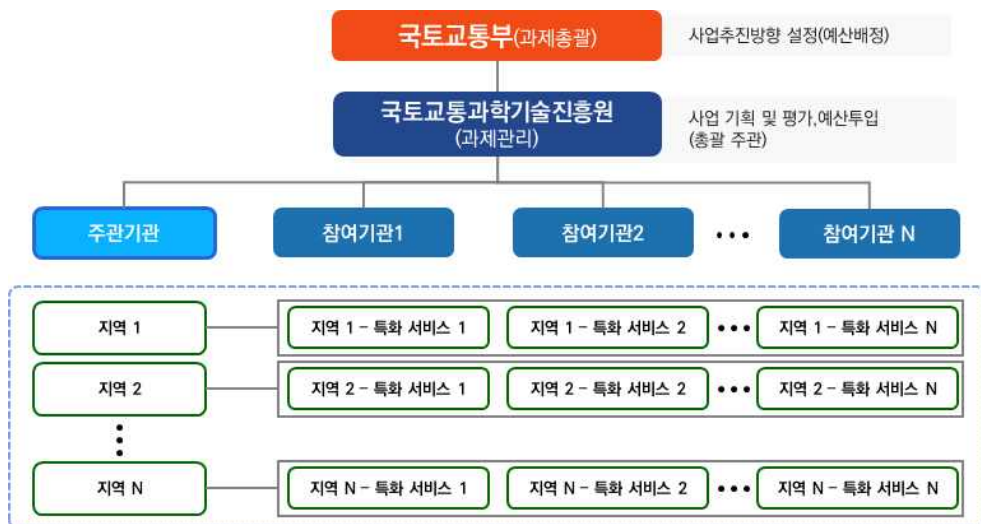 국토교통부(과제총괄)
사업추진방향 설정(예산배정)
국토교통과학기술진흥원
(과제관리)
사업 기획 및 평가,예산투입
(총괄 주관)
주관기관
참여기관1
참여기관2
•••
참여기관 N
지역 1
지역 1 – 특화 서비스 1
지역 1 – 특화 서비스 2
•••
지역 1 – 특화 서비스 N
지역 2
지역 2 – 특화 서비스 1
지역 2 – 특화 서비스 2
•••
지역 2 – 특화 서비스 N
지역 N
지역 N – 특화 서비스 1
지역 N – 특화 서비스 2
•••
지역 N – 특화 서비스 N